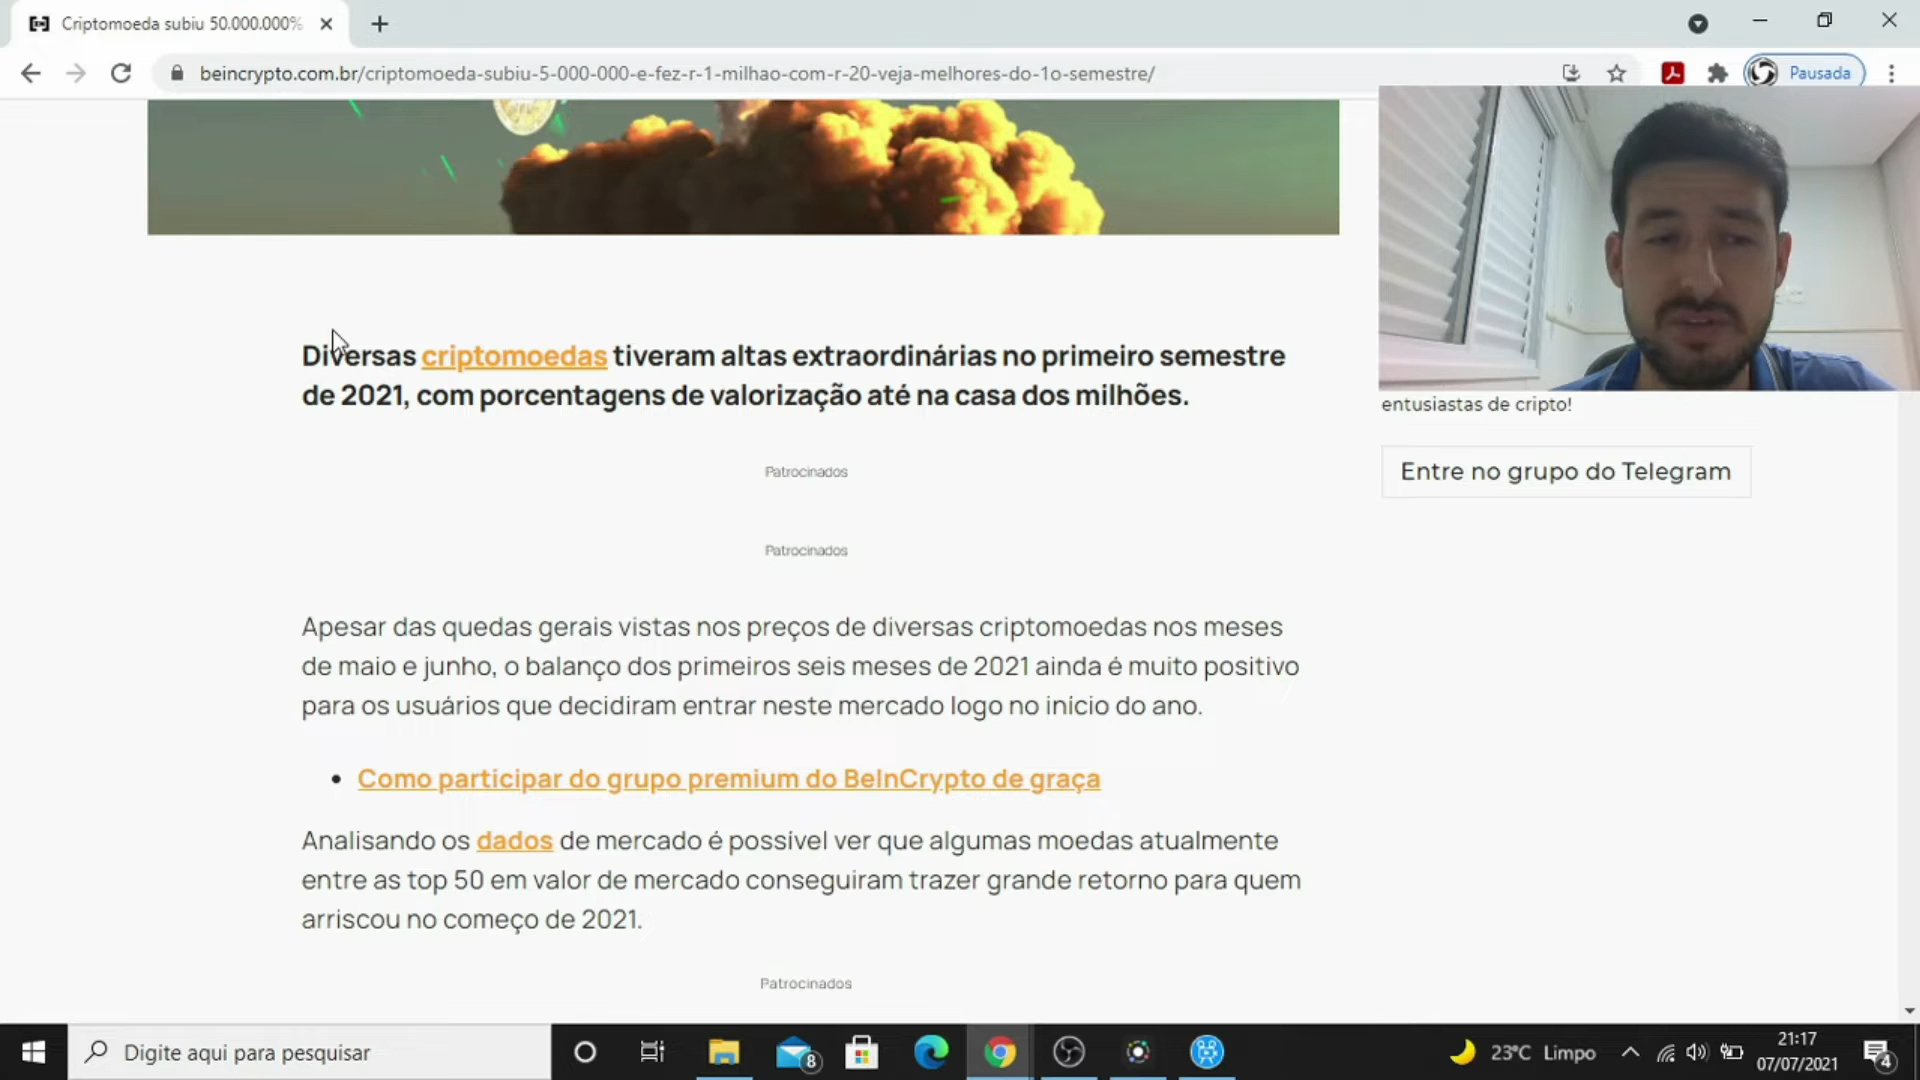 Criptomoeda subiu 50.000.000%
beincrypto.com.br/criptomoeda-subiu-5-000-000-e-fez-r-1-milhao-com-r-20-veja-melhores-do-1o-semestre/
Pausada
Diversas criptomoedas tiveram altas extraordinárias no primeiro semestre
de 2021, com porcentagens de valorização até na casa dos milhões.
entusiastas de cripto!
Entre no grupo do Telegram
Patrocinados
Patrocinados
Apesar das quedas gerais vistas nos preços de diversas criptomoedas nos meses
de maio e junho, o balanço dos primeiros seis meses de 2021 ainda é muito positivo
para os usuários que decidiram entrar neste mercado logo no início do ano.
• Como participar do grupo premium do BeInCrypto de graça
Analisando os dados de mercado é possível ver que algumas moedas atualmente
entre as top 50 em valor de mercado conseguiram trazer grande retorno para quem
arriscou no começo de 2021.
Patrocinados
Digite aqui para pesquisar
8
23°C Limpo
21:17
07/07/2021
4